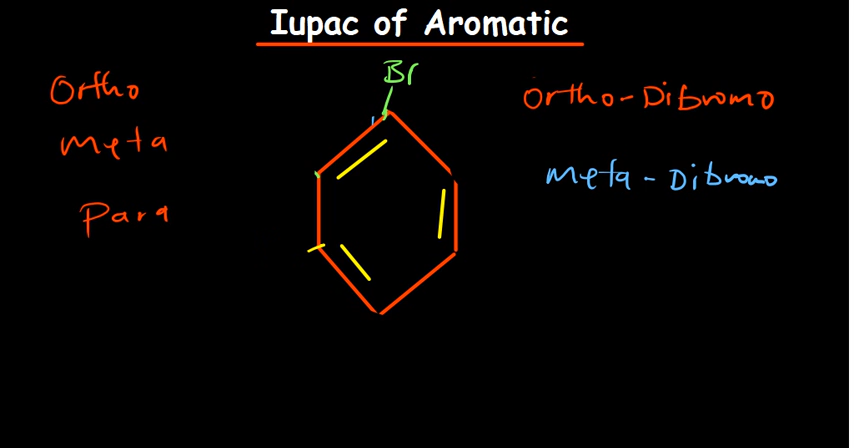 Iupac of Aromatic
Br
Ortho
Meta
Para
Ortho-Dibromo
Meta-Dibromo